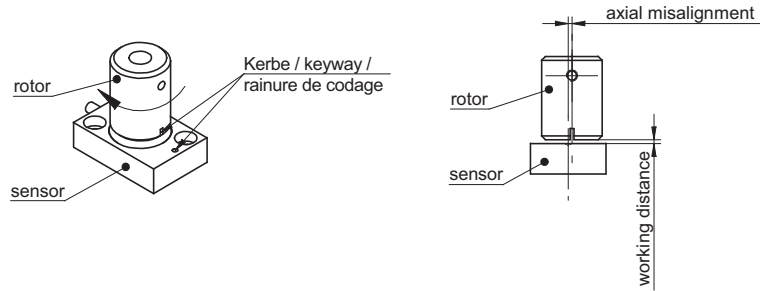 rotor
Kerbe / keyway /
rainure de codage
sensor
axial misalignment
rotor
sensor
working distance